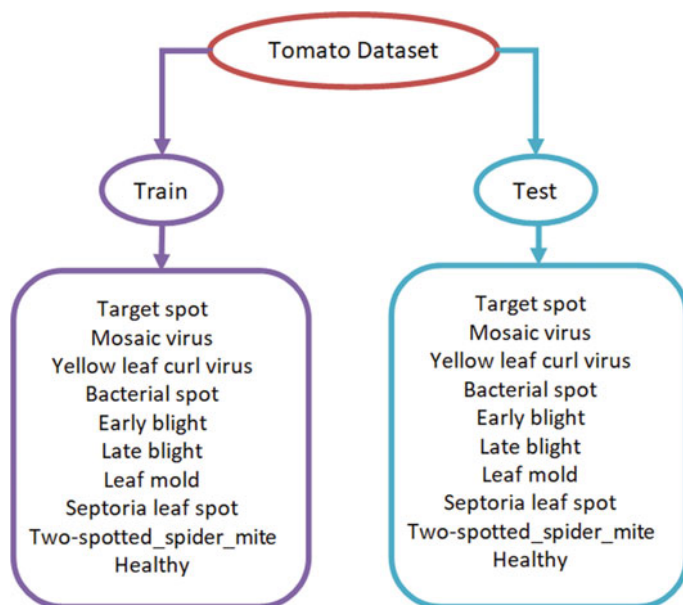 Tomato Dataset
Train
Test
Target spot
Mosaic virus
Yellow leaf curl virus
Bacterial spot
Early blight
Late blight
Leaf mold
Septoria leaf spot
Two-spotted_spider_mite
Healthy
Target spot
Mosaic virus
Yellow leaf curl virus
Bacterial spot
Early blight
Late blight
Leaf mold
Septoria leaf spot
Two-spotted_spider_mite
Healthy